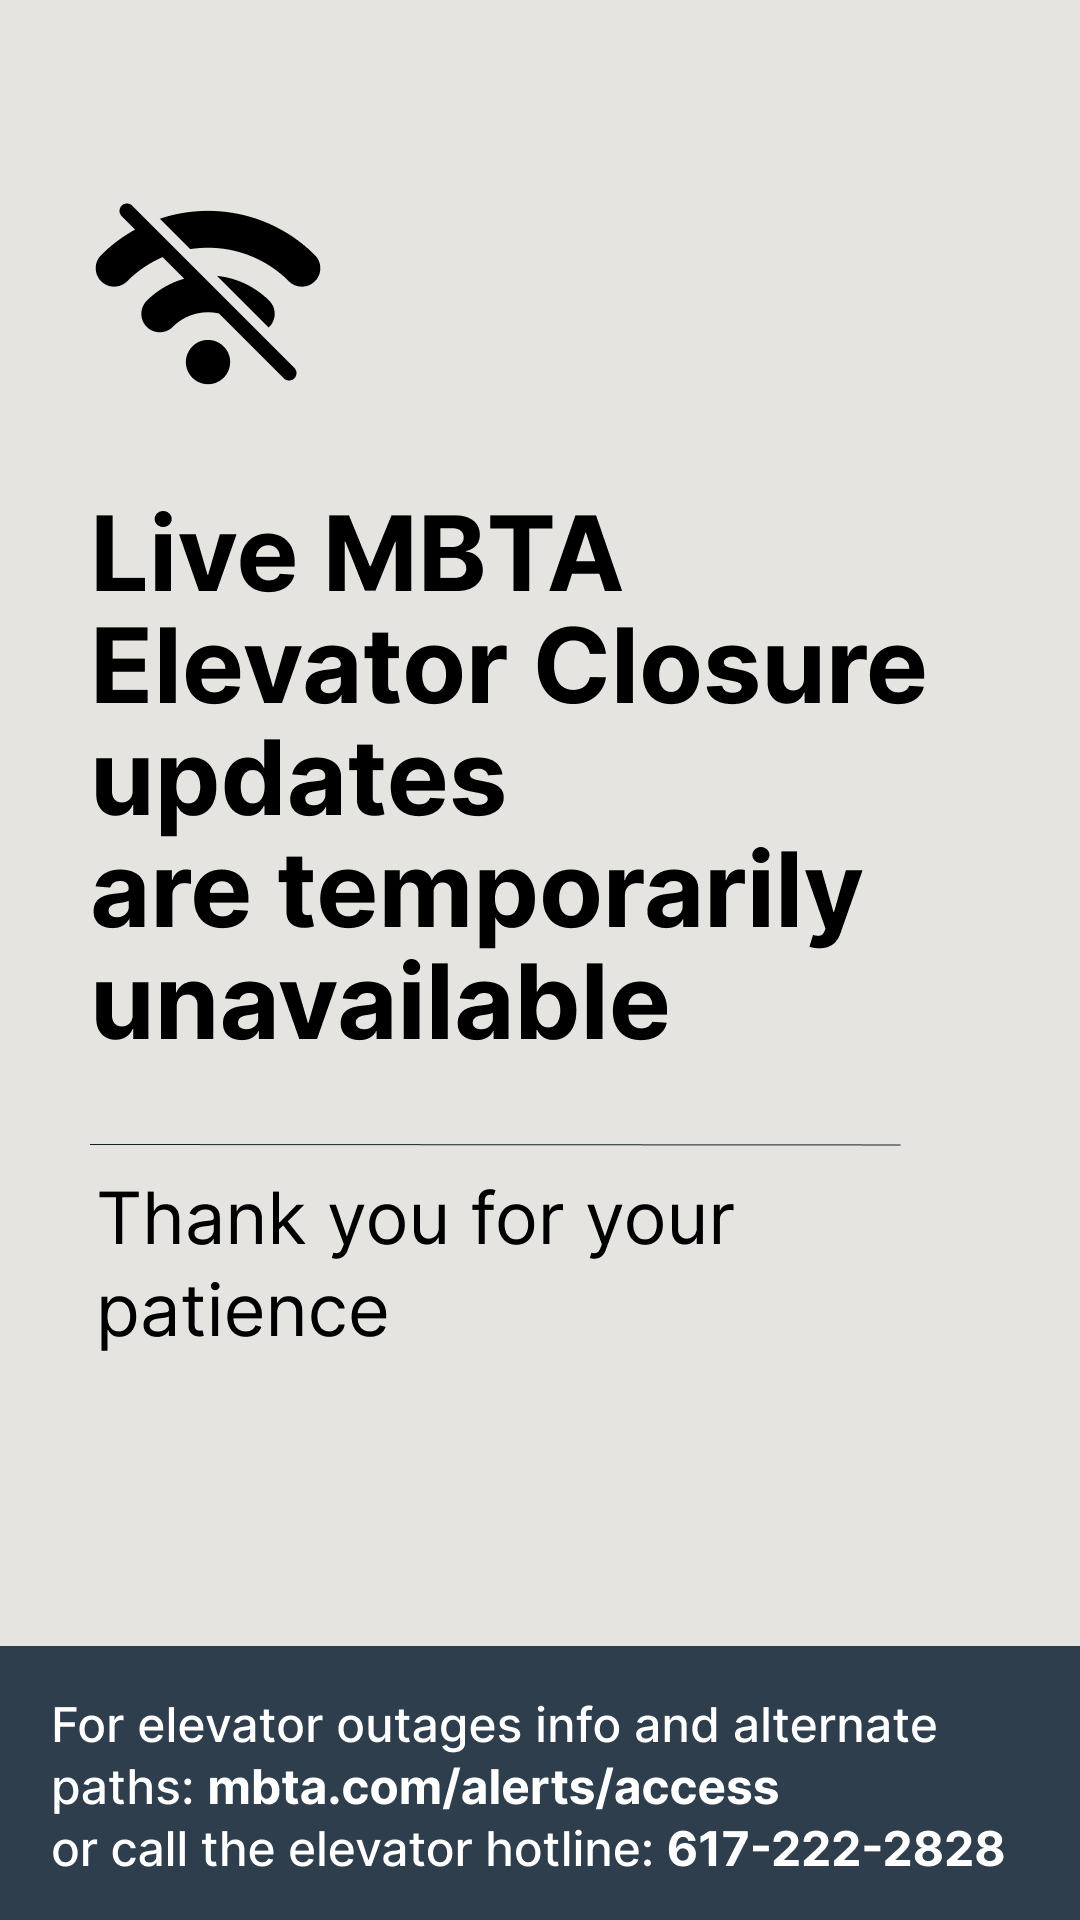 Live MBTA
Elevator Closure
updates
are temporarily
unavailable
Thank you for your
patience
For elevator outages info and alternate
paths: mbta.com/alerts/access
or call the elevator hotline: 617-222-2828